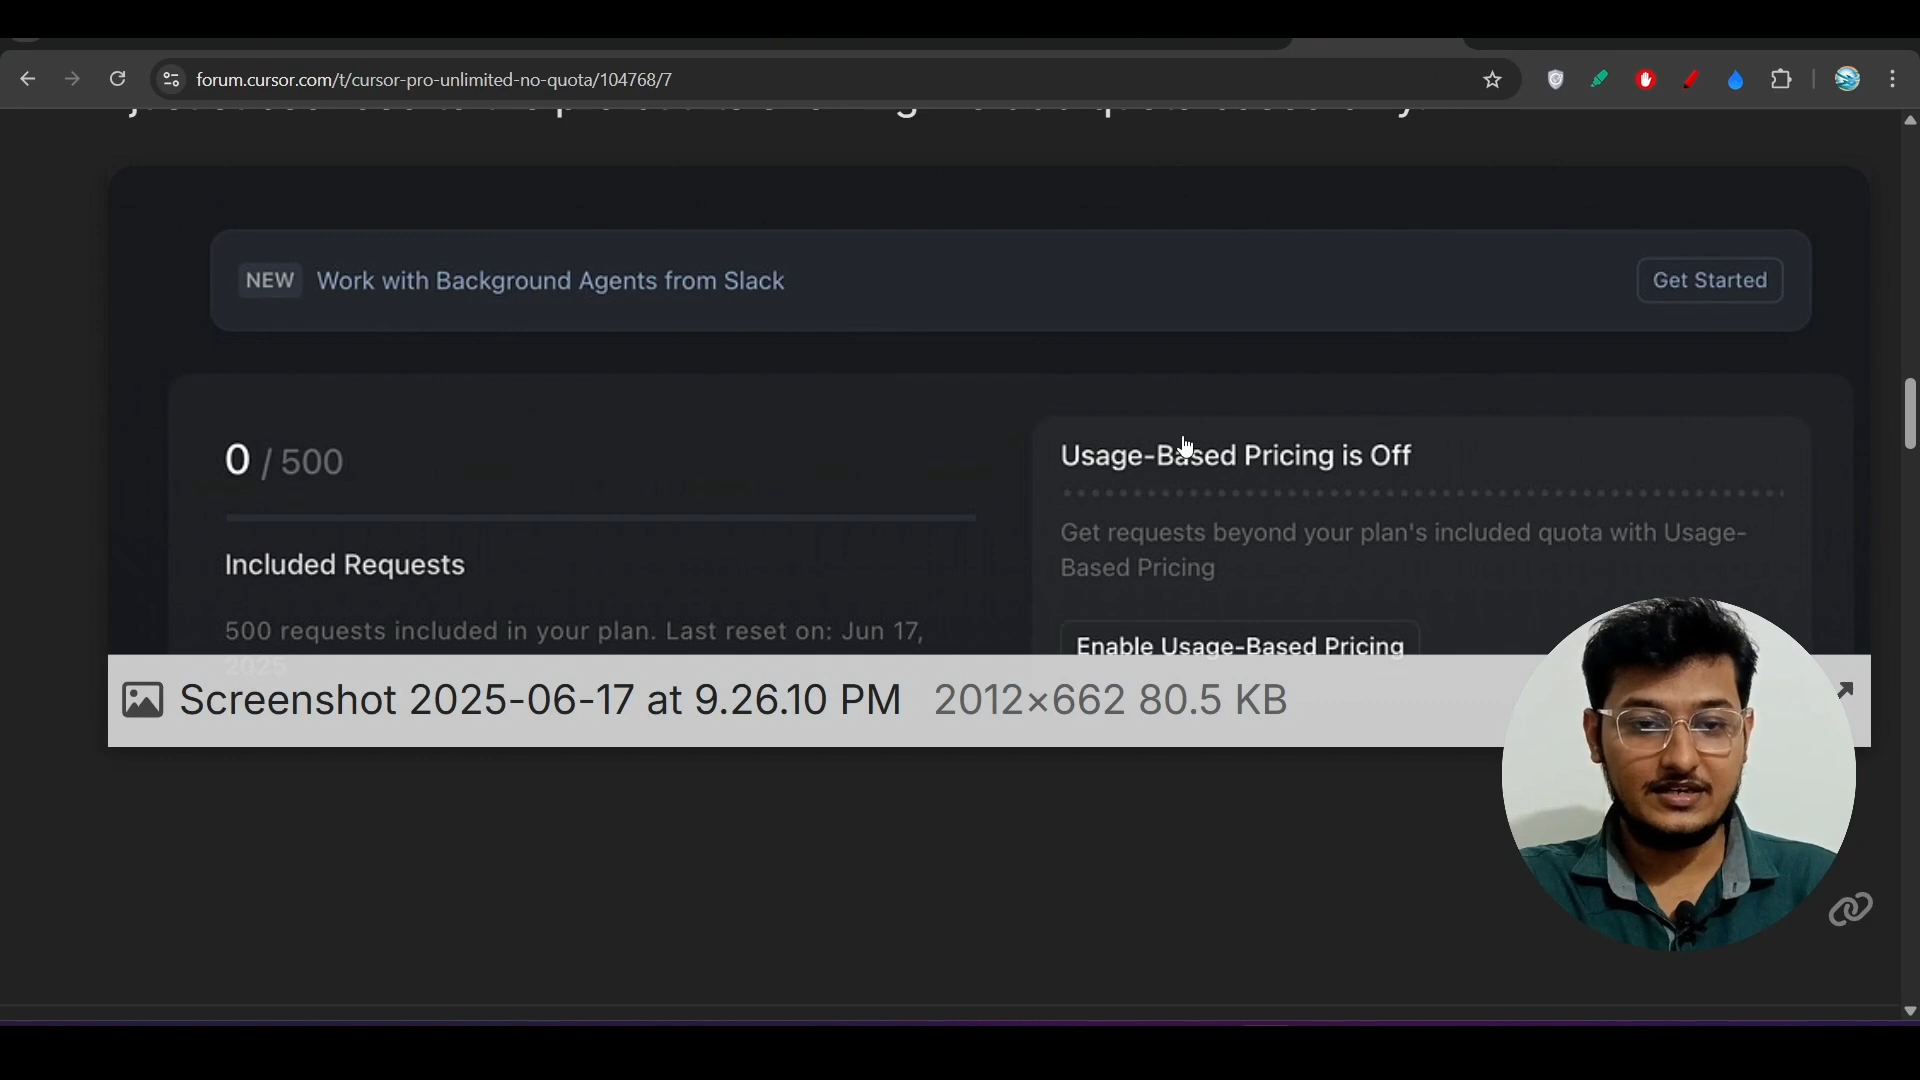 forum.cursor.com/t/cursor-pro-unlimited-no-quota/104768/7
NEW Work with Background Agents from Slack
Get Started
0 / 500
Included Requests
500 requests included in your plan. Last reset on: Jun 17,
2025
Usage-Based Pricing is Off
Get requests beyond your plan's included quota with Usage-
Based Pricing
Enable Usage-Based Pricing
Screenshot 2025-06-17 at 9.26.10 PM 2012×662 80.5 KB